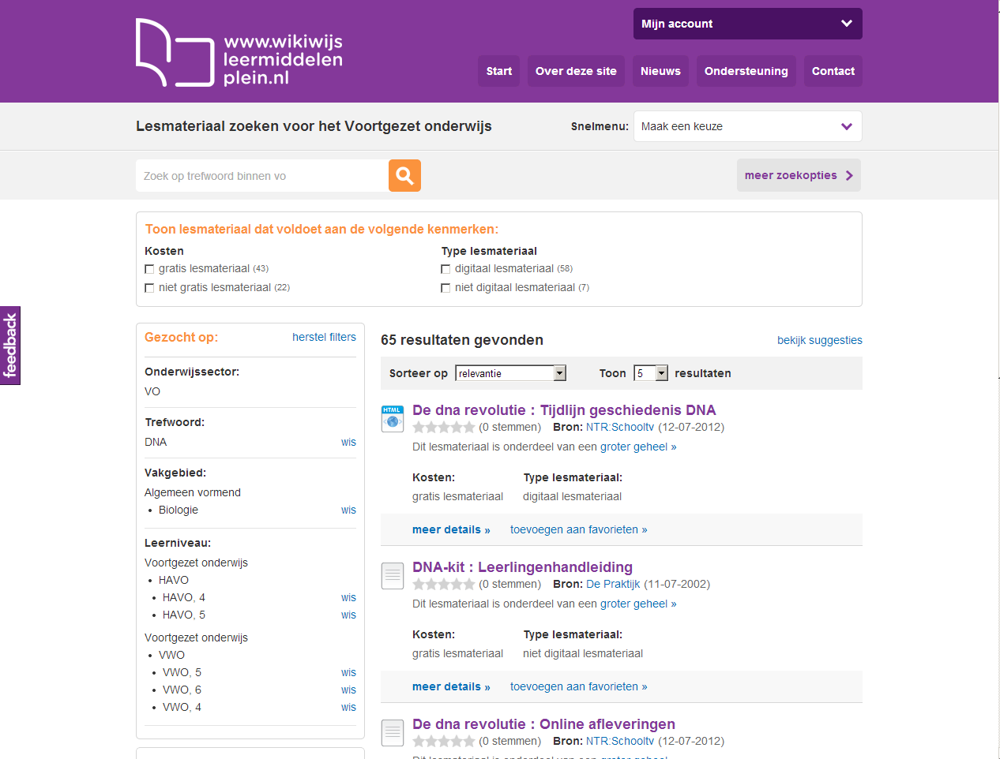 www.wikiwijs
leermiddelen
plein.nl
Mijn account
Start Over deze site Nieuws Ondersteuning Contact
Lesmateriaal zoeken voor het Voortgezet onderwijs
Snelmenu: Maak een keuze
Zoek op trefwoord binnen vo
meer zoekopties
Toon lesmateriaal dat voldoet aan de volgende kenmerken:
Kosten
gratis lesmateriaal (43)
niet gratis lesmateriaal (22)
Type lesmateriaal
digitaal lesmateriaal (58)
niet digitaal lesmateriaal (7)
feedback
Gezocht op: herstel filters
Onderwijssector:
VO
Trefwoord:
DNA wis
Vakgebied:
Algemeen vormend
• Biologie wis
Leerniveau:
Voortgezet onderwijs
• HAVO
• HAVO, 4 wis
• HAVO, 5 wis
Voortgezet onderwijs
• VWO
• VWO, 5 wis
• VWO, 6 wis
• VWO, 4 wis
65 resultaten gevonden bekijk suggesties
Sorteer op relevantie Toon 5 resultaten
HTML
De dna revolutie : Tijdlijn geschiedenis DNA
(0 stemmen) Bron: NTR:Schooltv (12-07-2012)
Dit lesmateriaal is onderdeel van een groter geheel »
Kosten: Type lesmateriaal:
gratis lesmateriaal digitaal lesmateriaal
meer details » toevoegen aan favorieten »
DNA-kit : Leerlingenhandleiding
(0 stemmen) Bron: De Praktijk (11-07-2002)
Dit lesmateriaal is onderdeel van een groter geheel »
Kosten: Type lesmateriaal:
gratis lesmateriaal niet digitaal lesmateriaal
meer details » toevoegen aan favorieten »
De dna revolutie : Online afleveringen
(0 stemmen) Bron: NTR:Schooltv (12-07-2012)
Dit lesmateriaal is onderdeel van een groter geheel